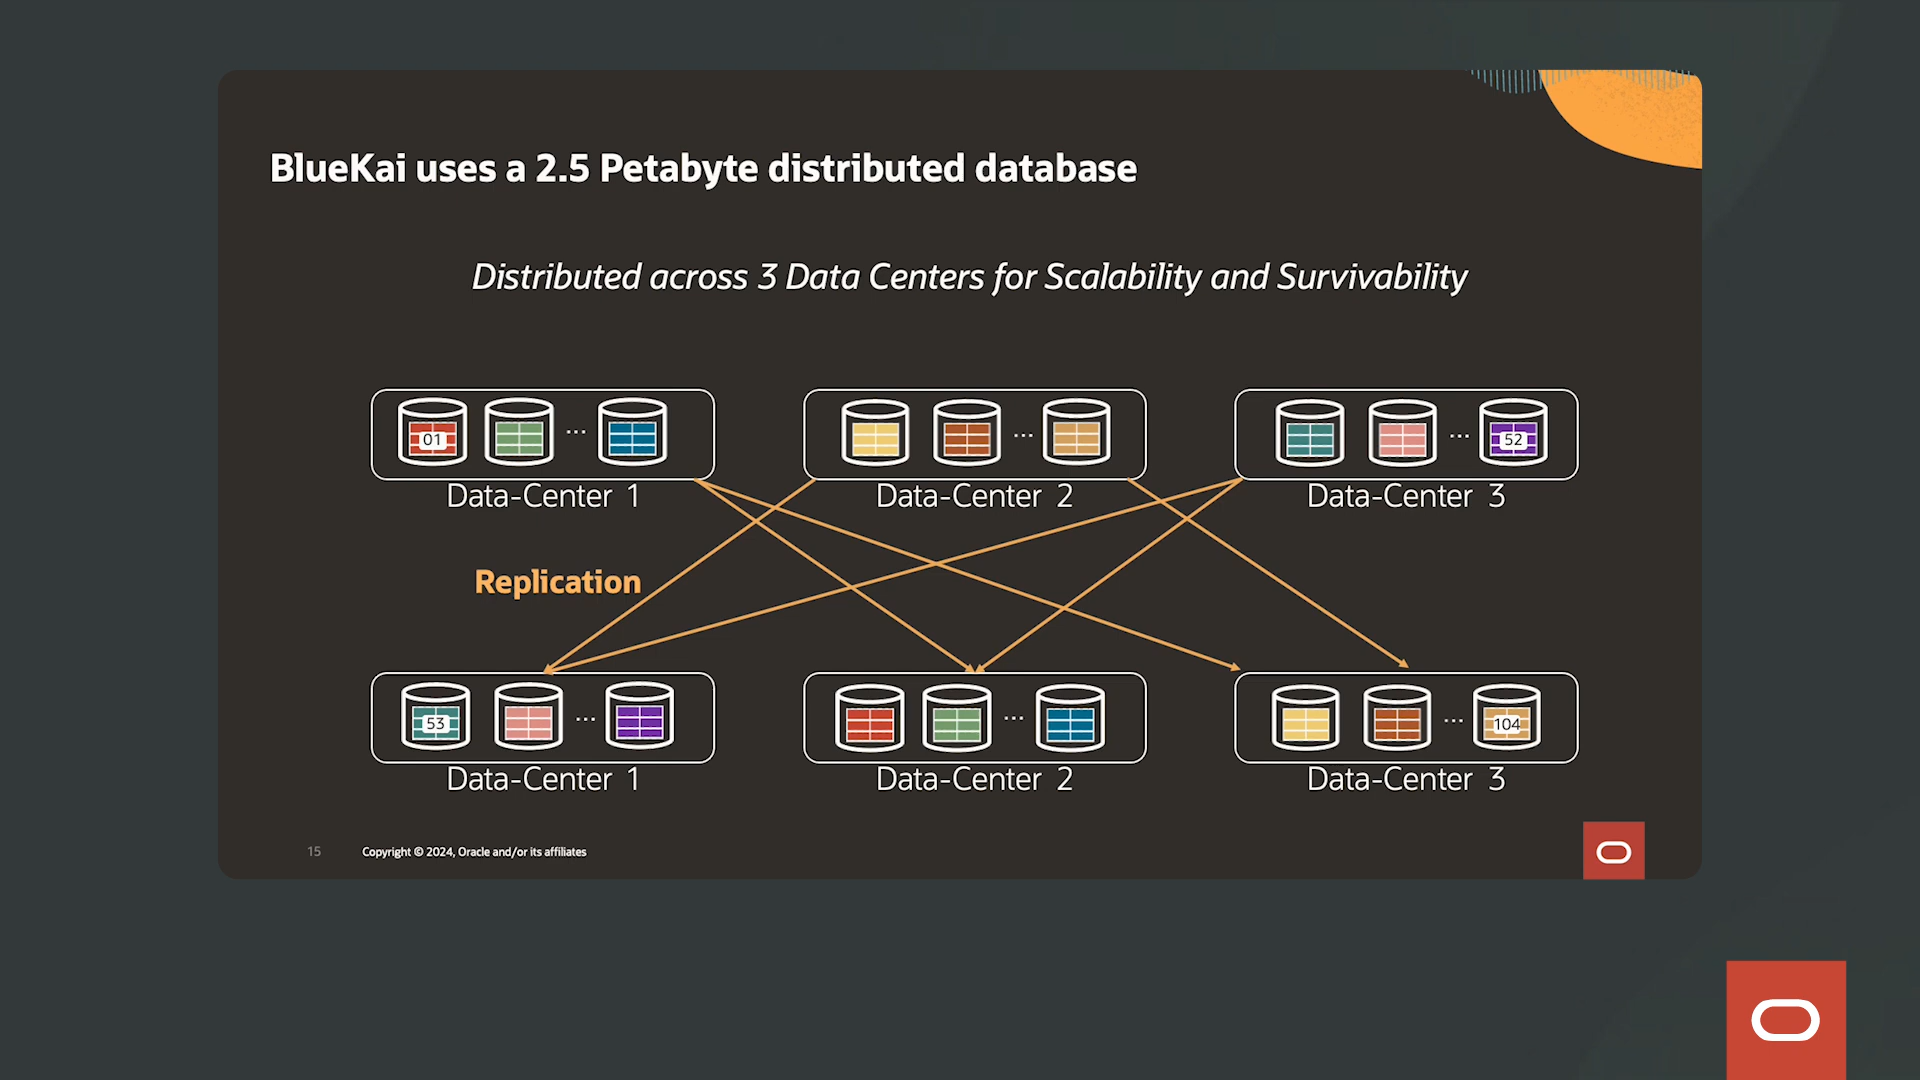 BlueKai uses a 2.5 Petabyte distributed database
Distributed across 3 Data Centers for Scalability and Survivability
01 ... ... ... 52
Data-Center 1 Data-Center 2 Data-Center 3
Replication
53 ... ... ... 104
Data-Center 1 Data-Center 2 Data-Center 3
15 Copyright © 2024, Oracle and/or its affiliates